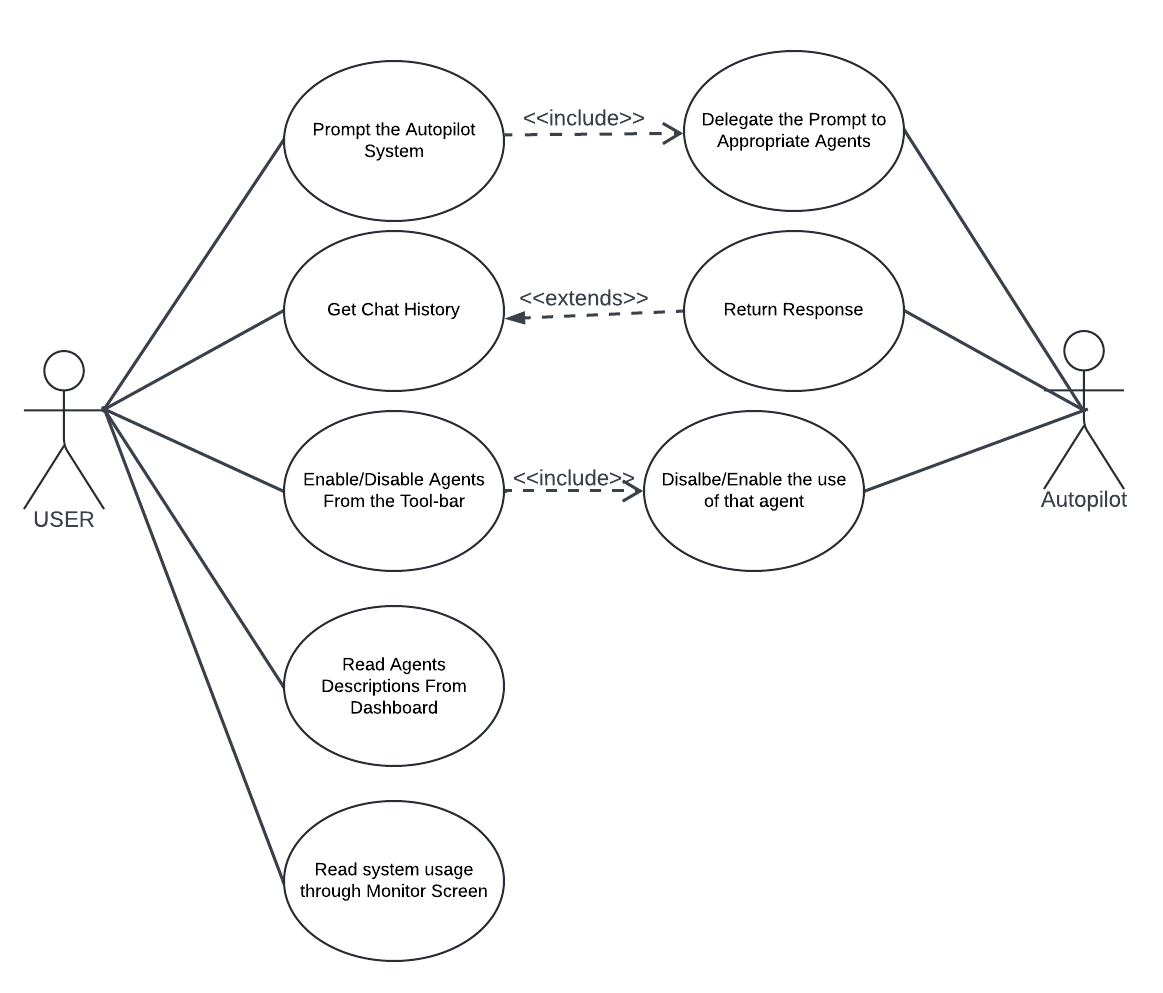 Prompt the Autopilot
System
<<include>>
Delegate the Prompt to
Appropriate Agents
Get Chat History
<<extends>>
Return Response
Enable/Disable Agents
From the Tool-bar
<<include>>
Disalbe/Enable the use
of that agent
USER
Autopilot
Read Agents
Descriptions From
Dashboard
Read system usage
through Monitor Screen